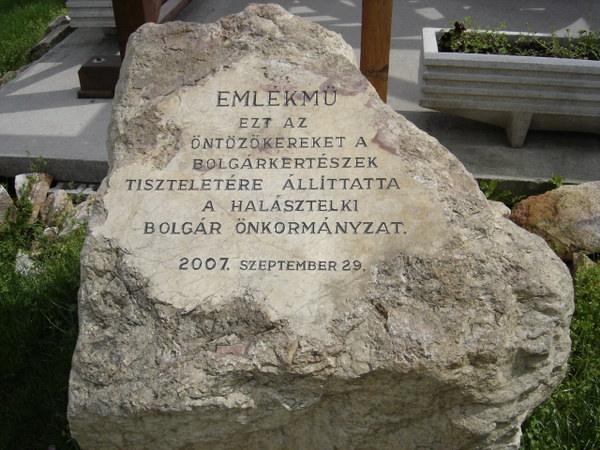 EMLÉKMŰ
EZT AZ
ÖNTÖZŐKEREKET A
BOLGÁRKERTÉSZEK
TISZTELETÉRE ÁLLÍTTATTA
A HALÁSZTELKI
BOLGÁR ÖNKORMÁNYZAT.
2007. SZEPTEMBER 29.